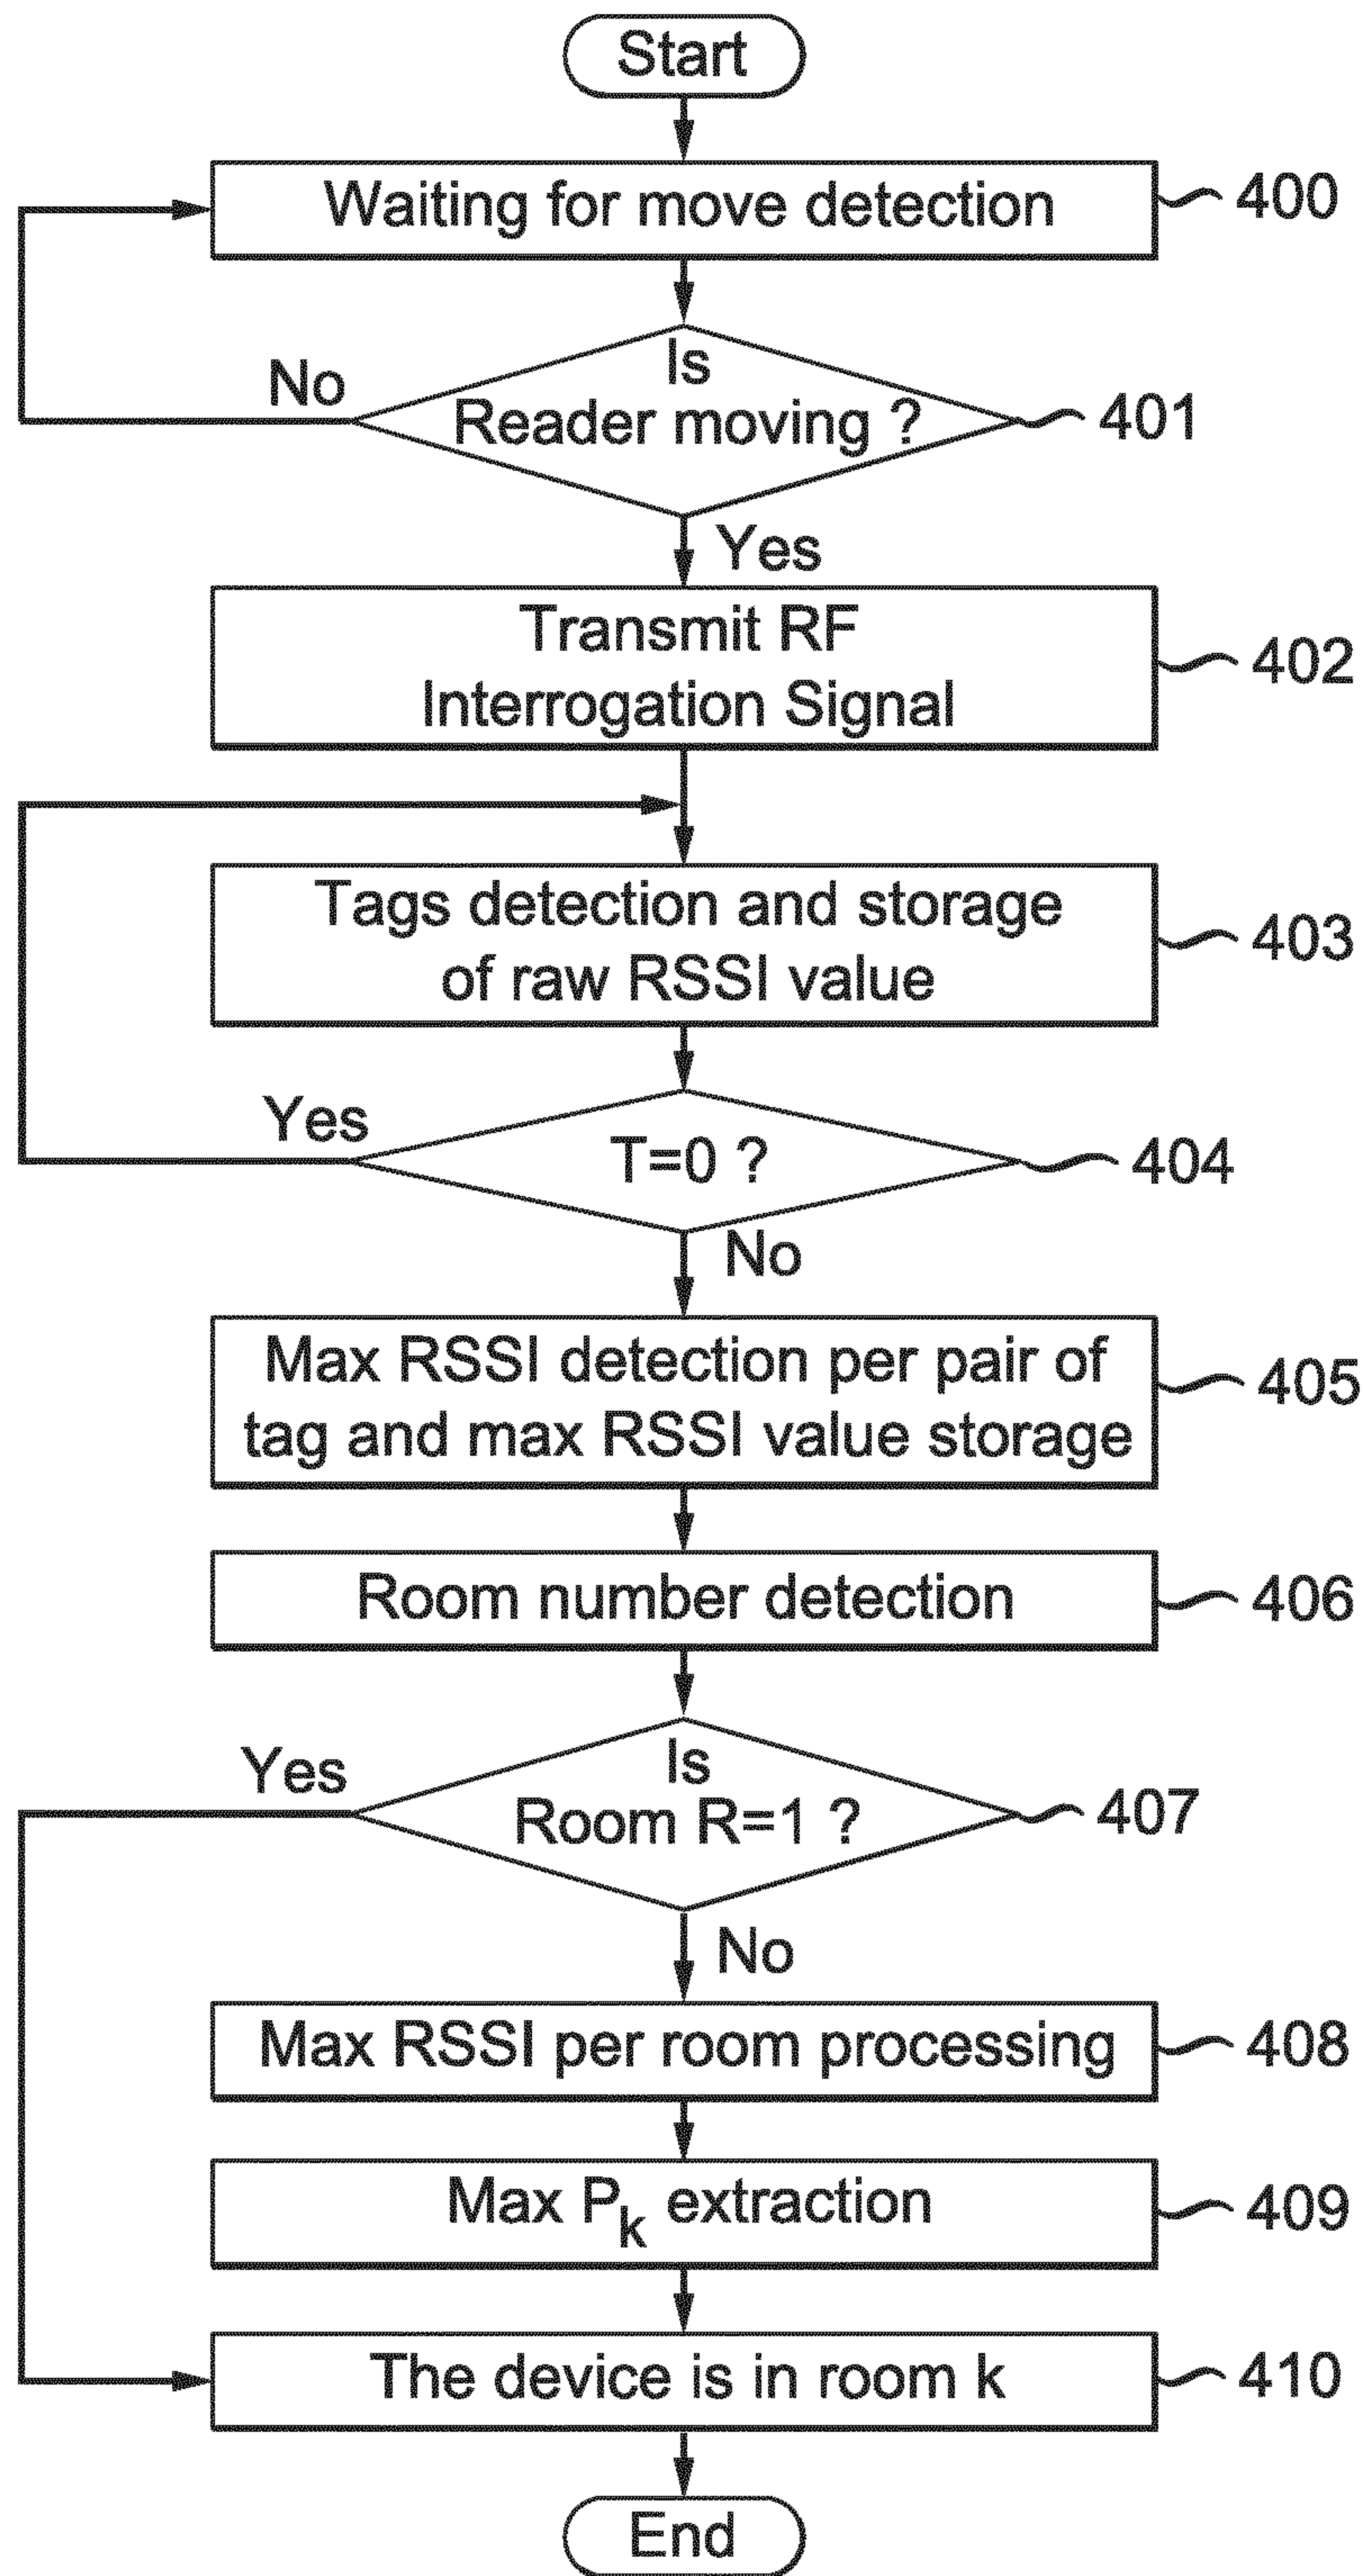 Start
Waiting for move detection
400
Is
No
Reader moving ?
401
Yes
Transmit RF
Interrogation Signal
402
Tags detection and storage
of raw RSSI value
403
Yes
T=0 ?
404
No
Max RSSI detection per pair of
tag and max RSSI value storage
405
Room number detection
406
Yes
Is
Room R=1 ?
407
No
Max RSSI per room processing
408
Max Pk extraction
409
The device is in room k
410
End